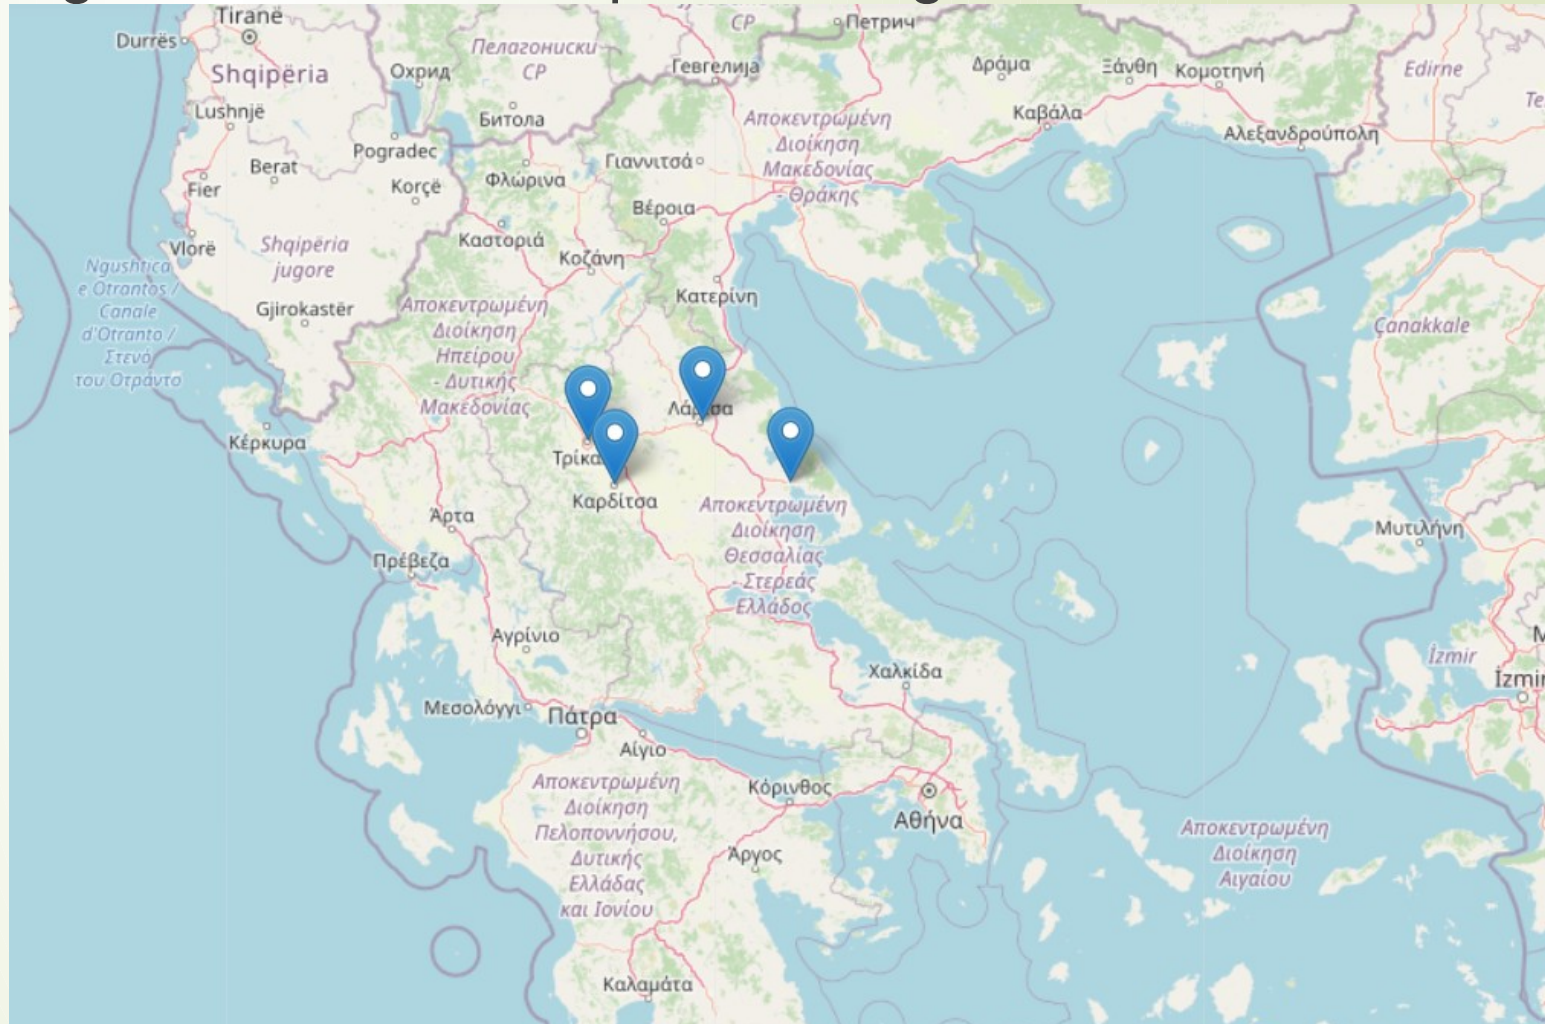 Tiranë
Durrës
Shqipëria
Lushnjë
Охрид
Пелагониски
СР
Битола
СР
Петрич
Гевгелија
Δράμα
Ξάνθη
Κομοτηνή
Edirne
Καβάλα
Αλεξανδρούπολη
Αποκεντρωμένη
Διοίκηση
Μακεδονίας
- Θράκης
Pogradec
Berat
Fier
Korçë
Φλώρινα
Γιαννιτσά
Βέροια
Vlorë
Shqipëria
jugore
Καστοριά
Κοζάνη
Ngushtica
e Otrantos /
Canale
d'Otranto /
Στενό
του Οτράντο
Gjirokastër
Κατερίνη
Αποκεντρωμένη
Διοίκηση
Ηπείρου
- Δυτικής
Μακεδονίας
Çanakkale
Κέρκυρα
Καρδίτσα
Άρτα
Πρέβεζα
Αποκεντρωμένη
Διοίκηση
Θεσσαλίας
- Στερεάς
Ελλάδος
Μυτιλήνη
Αγρίνιο
Χαλκίδα
İzmir
İzmir
Μεσολόγγι
Πάτρα
Αίγιο
Αποκεντρωμένη
Διοίκηση
Πελοποννήσου,
Δυτικής
Ελλάδας
και Ιονίου
Κόρινθος
Αθήνα
Άργος
Αποκεντρωμένη
Διοίκηση
Αιγαίου
Καλαμάτα